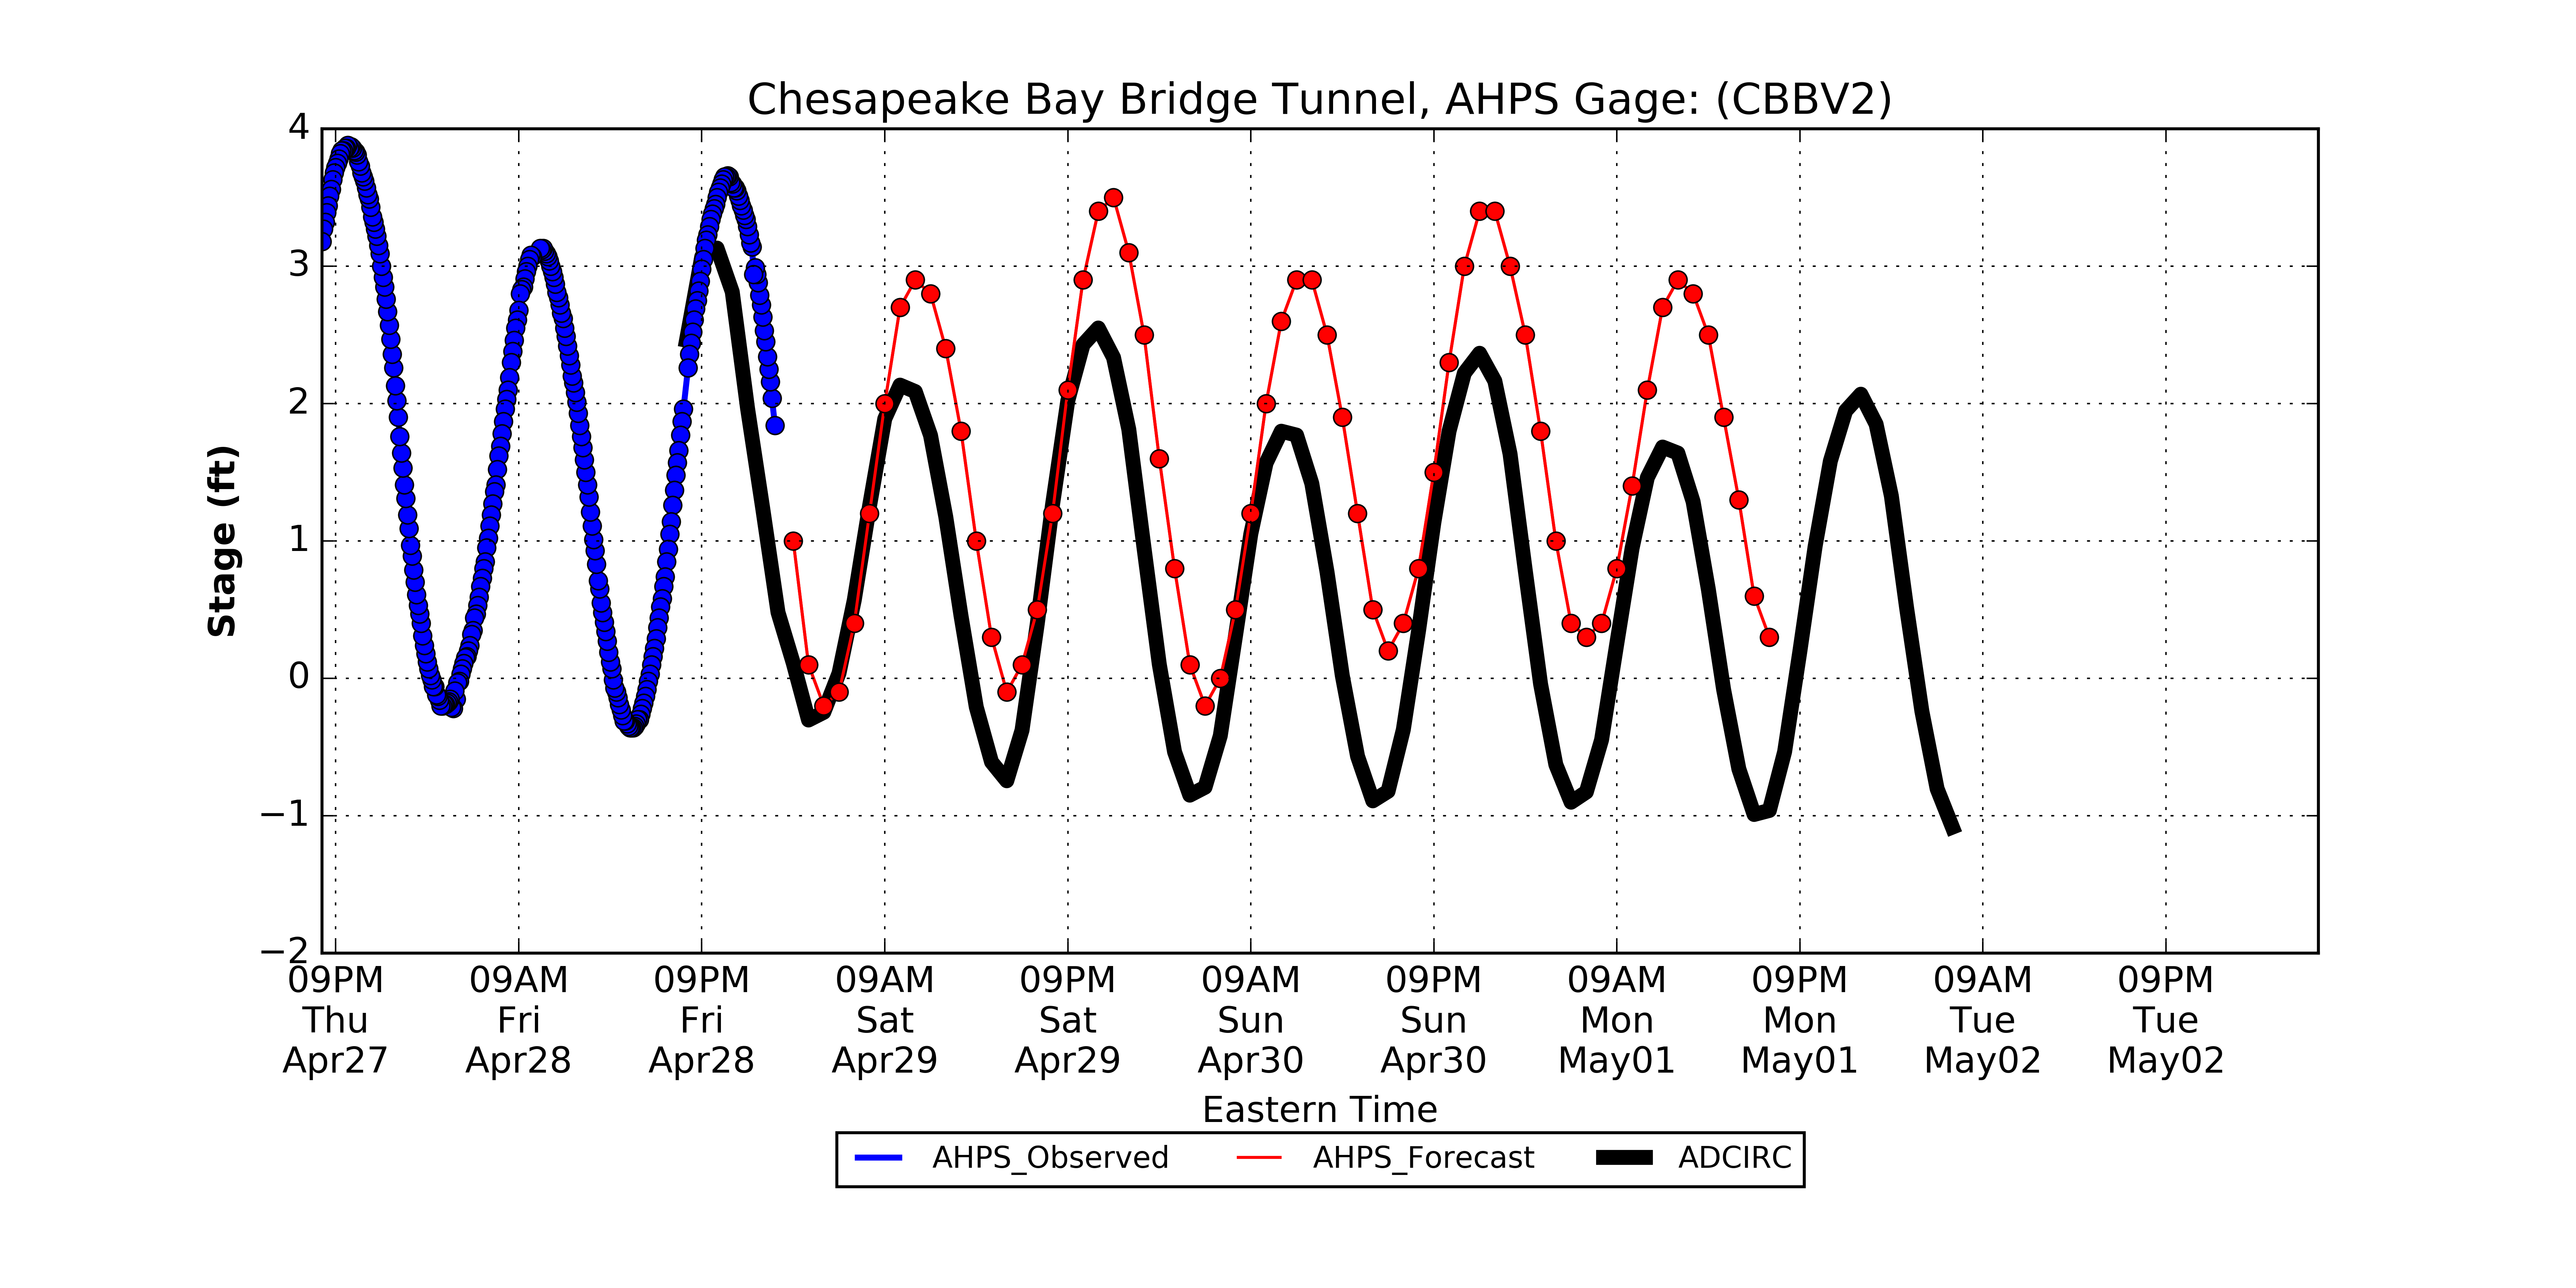 Chesapeake Bay Bridge Tunnel, AHPS Gage: (CBBV2)
4
3
2
1
0
−1
−2
Stage (ft)
09PM 09AM 09PM 09AM 09PM 09AM 09PM 09AM 09PM 09AM 09PM
Thu Fri Fri Sat Sat Sun Sun Mon Mon Tue Tue
Apr27 Apr28 Apr28 Apr29 Apr29 Apr30 Apr30 May01 May01 May02 May02
Eastern Time
AHPS_Observed AHPS_Forecast ADCIRC